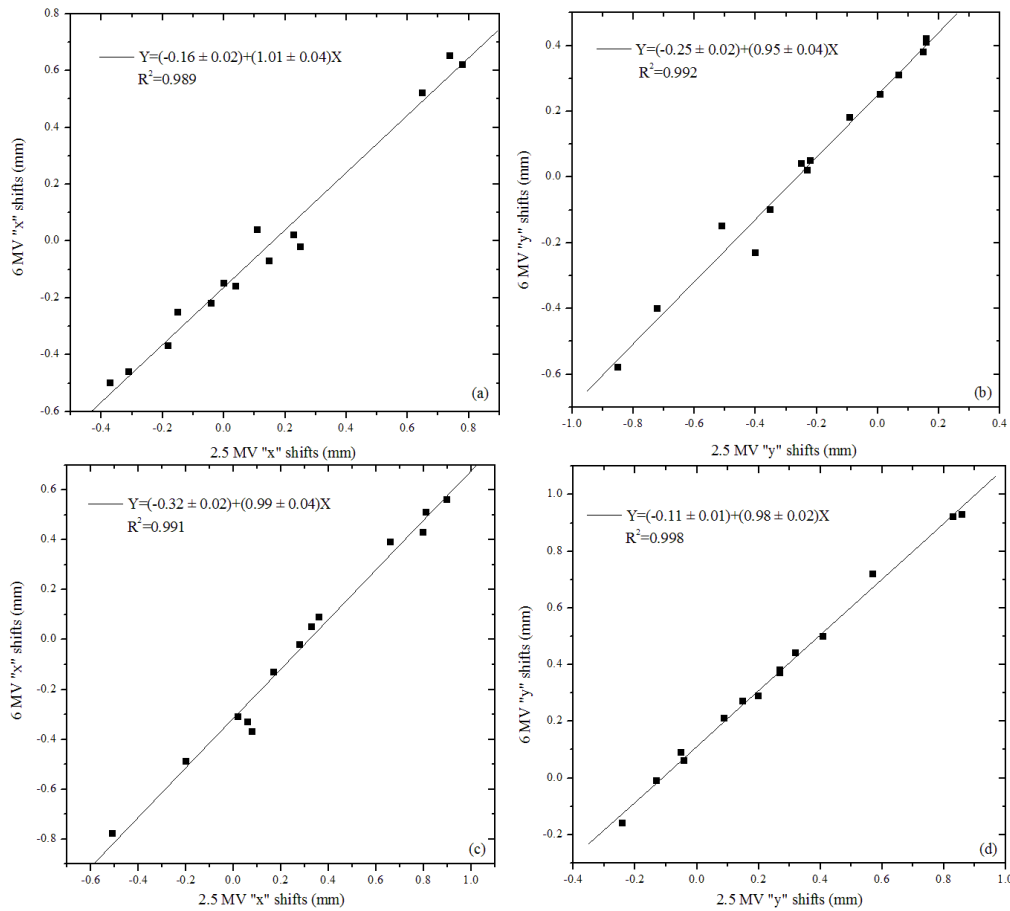 0.8
0.6
0.4
0.2
0.0
-0.2
-0.4
-0.6
6 MV "x" shifts (mm)
Y=(-0.16 ± 0.02)+(1.01 ± 0.04)X
R²=0.989
(a)
-0.4 -0.2 0.0 0.2 0.4 0.6 0.8
2.5 MV "x" shifts (mm)
0.4
0.2
0.0
-0.2
-0.4
-0.6
6 MV "y" shifts (mm)
Y=(-0.25 ± 0.02)+(0.95 ± 0.04)X
R²=0.992
(b)
-1.0 -0.8 -0.6 -0.4 -0.2 0.0 0.2 0.4
2.5 MV "y" shifts (mm)
0.6
0.4
0.2
0.0
-0.2
-0.4
-0.6
-0.8
6 MV "x" shifts (mm)
Y=(-0.32 ± 0.02)+(0.99 ± 0.04)X
R²=0.991
(c)
-0.6 -0.4 -0.2 0.0 0.2 0.4 0.6 0.8 1.0
2.5 MV "x" shifts (mm)
1.0
0.8
0.6
0.4
0.2
0.0
-0.2
6 MV "y" shifts (mm)
Y=(-0.11 ± 0.01)+(0.98 ± 0.02)X
R²=0.998
(d)
-0.4 -0.2 0.0 0.2 0.4 0.6 0.8 1.0
2.5 MV "y" shifts (mm)